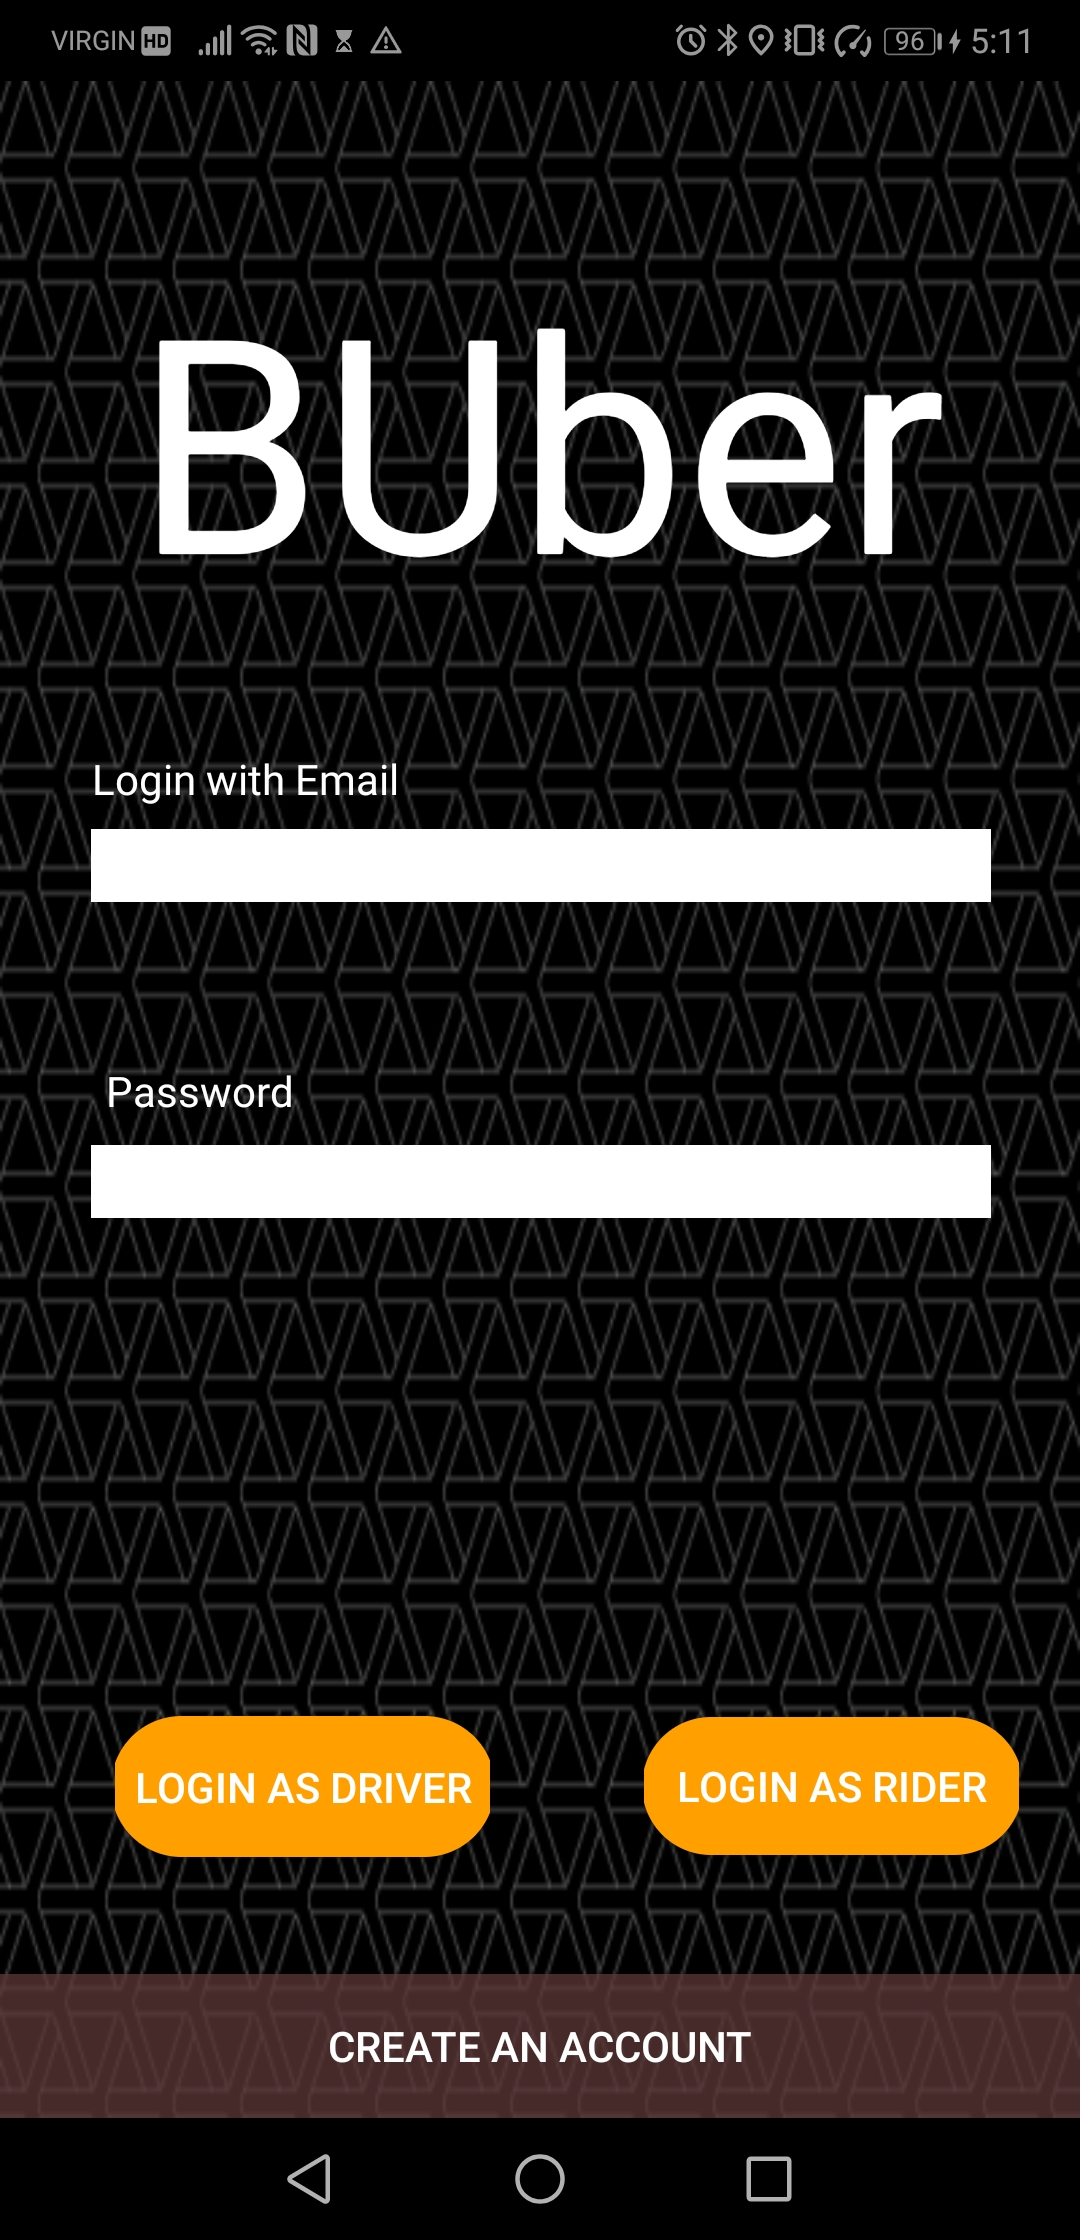 VIRGIN HD 96 5:11
BUber
Login with Email
Password
LOGIN AS DRIVER LOGIN AS RIDER
CREATE AN ACCOUNT